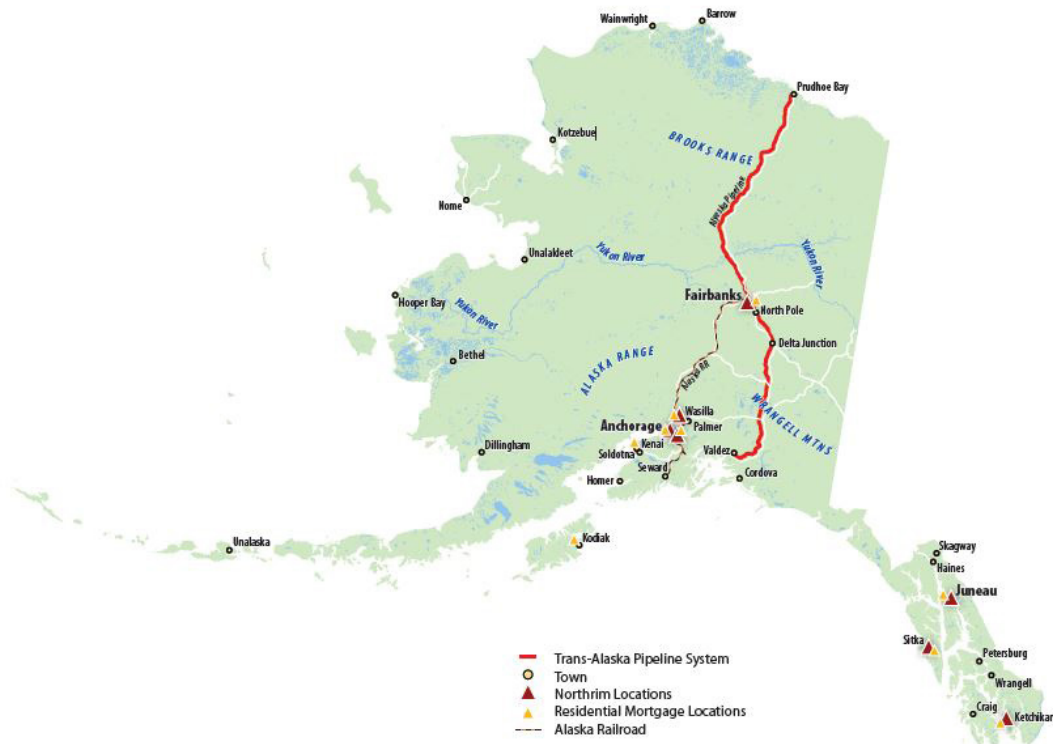 Barrow
Wainwright
Prudhoe Bay
Kotzebue
BROOKS RANGE
Alyeska Pipeline
Nome
Unalakleet
Yukon River
Yukon River
Hooper Bay
Yukon River
Fairbanks
North Pole
Bethel
ALASKA RANGE
Delta Junction
Alaska RR
WRANGELL MTNS
Wasilla
Anchorage
Palmer
Dillingham
Kenai
Soldotna
Valdez
Homer
Seward
Cordova
Unalaska
Kodiak
Skagway
Haines
Juneau
Sitka
Petersburg
Wrangell
Craig
Ketchikan
Trans-Alaska Pipeline System
Town
Northrim Locations
Residential Mortgage Locations
Alaska Railroad